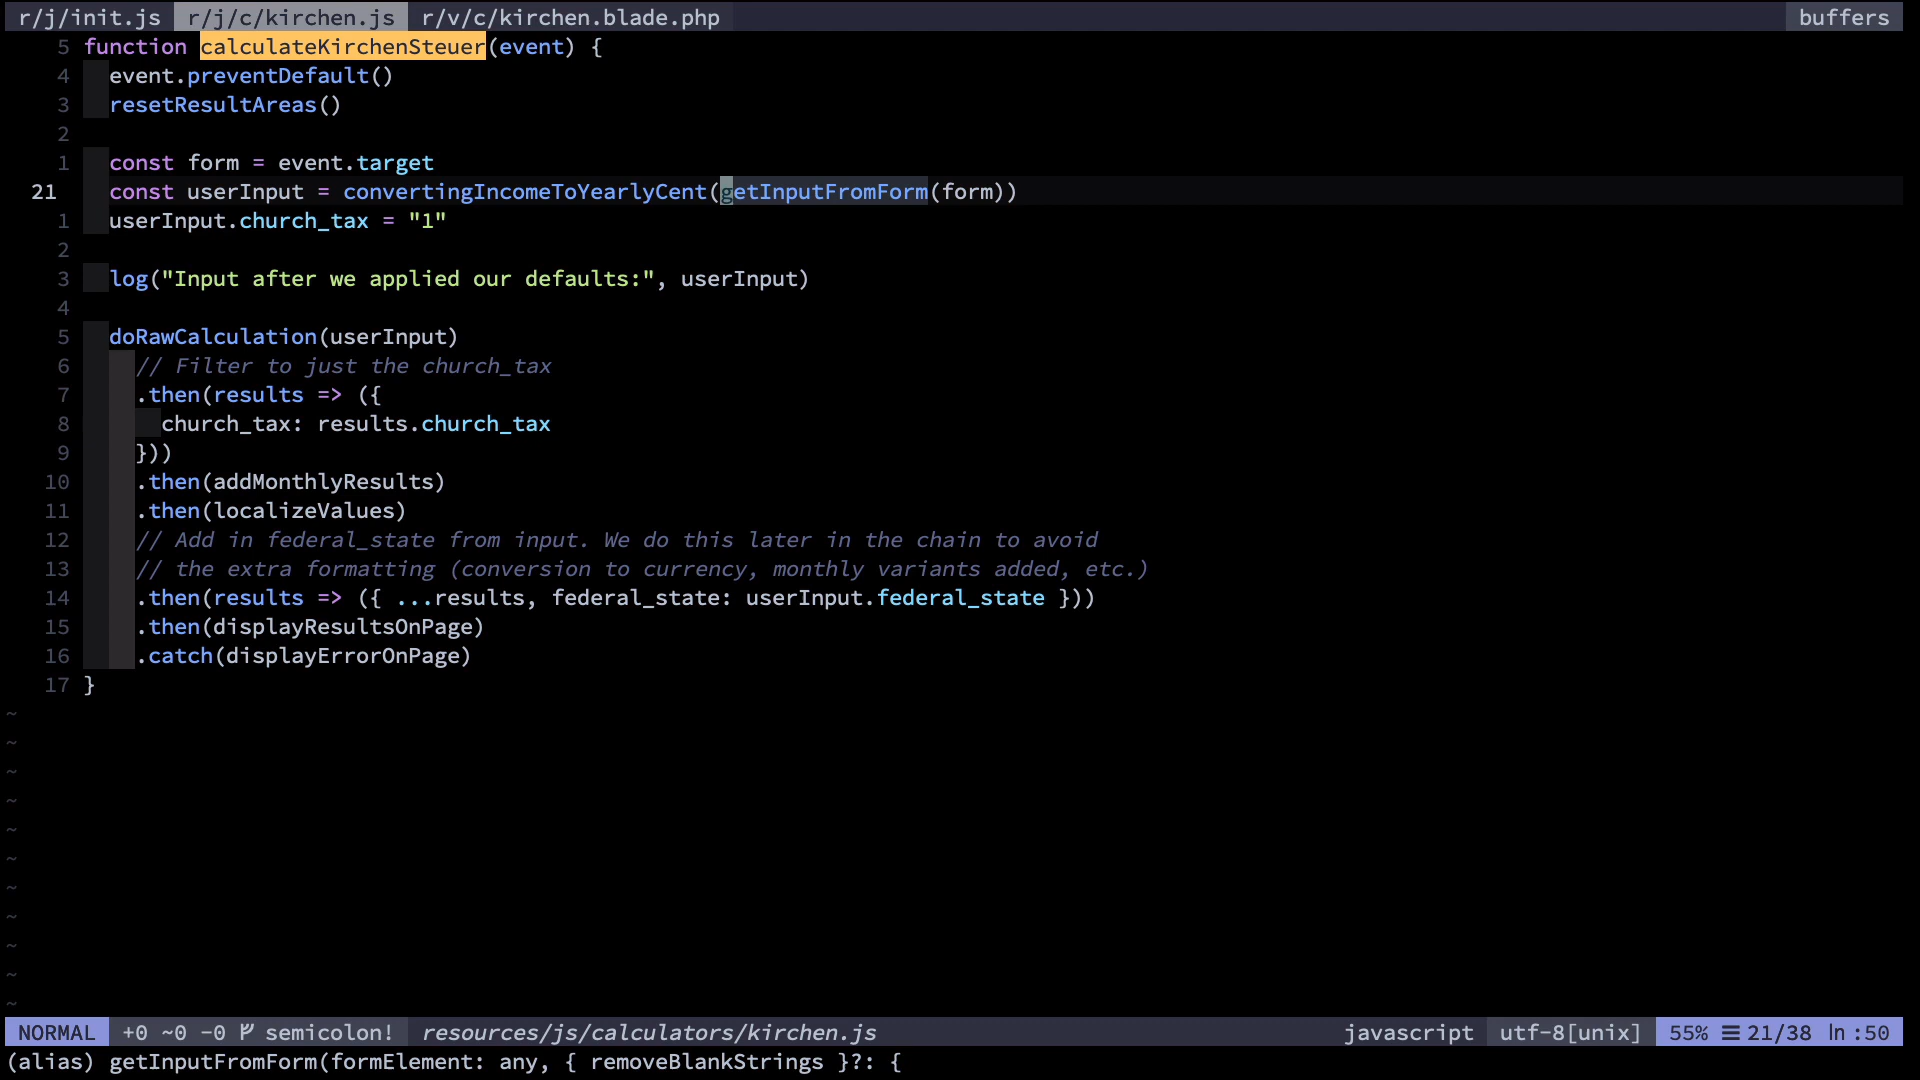 r/j/init.js r/j/c/kirchen.js r/v/c/kirchen.blade.php buffers
5 function calculateKirchenSteuer(event) {
4 event.preventDefault()
3 resetResultAreas()
2
1 const form = event.target
21 const userInput = convertingIncomeToYearlyCent(getInputFromForm(form))
1 userInput.church_tax = "1"
2
3 log("Input after we applied our defaults:", userInput)
4
5 doRawCalculation(userInput)
6 // Filter to just the church_tax
7 .then(results => ({
8 church_tax: results.church_tax
9 }))
10 .then(addMonthlyResults)
11 .then(localizeValues)
12 // Add in federal_state from input. We do this later in the chain to avoid
13 // the extra formatting (conversion to currency, monthly variants added, etc.)
14 .then(results => ({ ...results, federal_state: userInput.federal_state }))
15 .then(displayResultsOnPage)
16 .catch(displayErrorOnPage)
17 }
~
~
~
~
~
~
~
~
~
~
~
NORMAL +0 ~0 -0 semicolon! resources/js/calculators/kirchen.js javascript utf-8[unix] 55% ☰ 21/38 ln :50
(alias) getInputFromForm(formElement: any, { removeBlankStrings }?: {